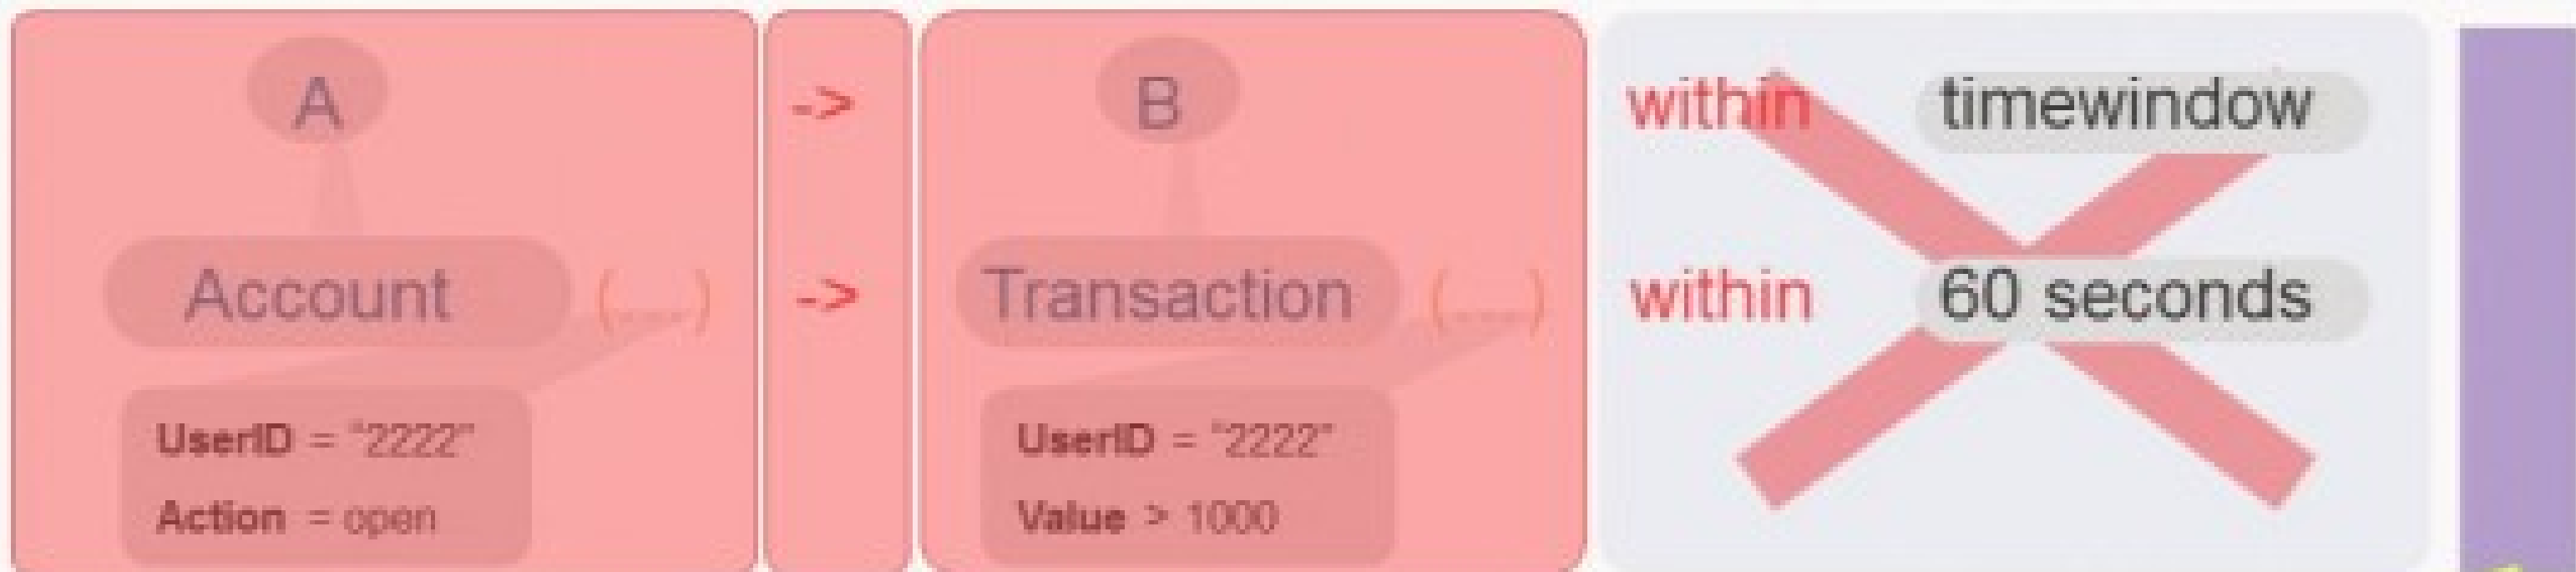 A -> B within timewindow
Account (....) -> Transaction (....) within 60 seconds
UserID = "2222" UserID = "2222"
Action = open Value > 1000